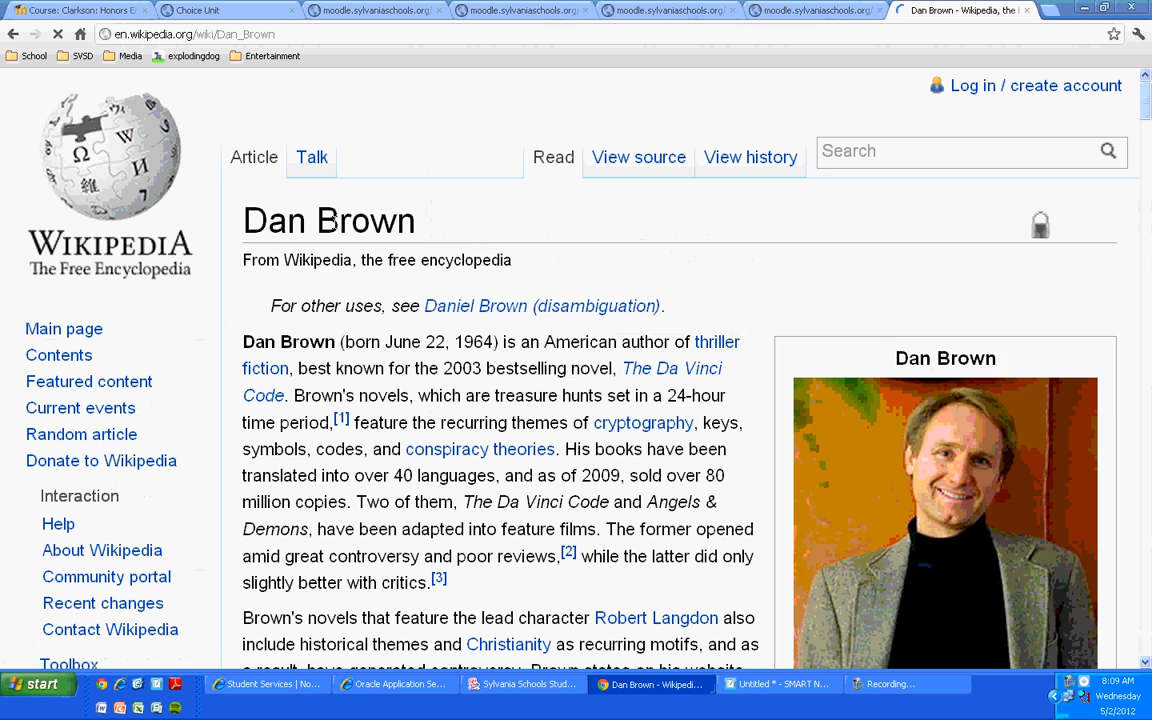 Course: Clarkson: Honors E
Choice Unit
moodle.sylvaniaschools.org/
moodle.sylvaniaschools.org/
moodle.sylvaniaschools.org/
moodle.sylvaniaschools.org/
Dan Brown - Wikipedia, the
en.wikipedia.org/wiki/Dan_Brown
School
SVSD
Media
explodingdog
Entertainment
Log in / create account
Article
Talk
Read
View source
View history
Search
WIKIPEDIA
The Free Encyclopedia
Dan Brown
From Wikipedia, the free encyclopedia
For other uses, see Daniel Brown (disambiguation).
Dan Brown (born June 22, 1964) is an American author of thriller
fiction, best known for the 2003 bestselling novel, The Da Vinci
Code. Brown's novels, which are treasure hunts set in a 24-hour
time period,[1] feature the recurring themes of cryptography, keys,
symbols, codes, and conspiracy theories. His books have been
translated into over 40 languages, and as of 2009, sold over 80
million copies. Two of them, The Da Vinci Code and Angels &
Demons, have been adapted into feature films. The former opened
amid great controversy and poor reviews,[2] while the latter did only
slightly better with critics.[3]
Brown's novels that feature the lead character Robert Langdon also
include historical themes and Christianity as recurring motifs, and as
a result, have generated controversy. Brown states on his website
Dan Brown
Main page
Contents
Featured content
Current events
Random article
Donate to Wikipedia
Interaction
Help
About Wikipedia
Community portal
Recent changes
Contact Wikipedia
Toolbox
start
Student Services | No...
Oracle Application Se...
Sylvania Schools Stud...
Dan Brown - Wikipedi...
Untitled * - SMART N...
Recording...
8:09 AM
Wednesday
5/2/2012